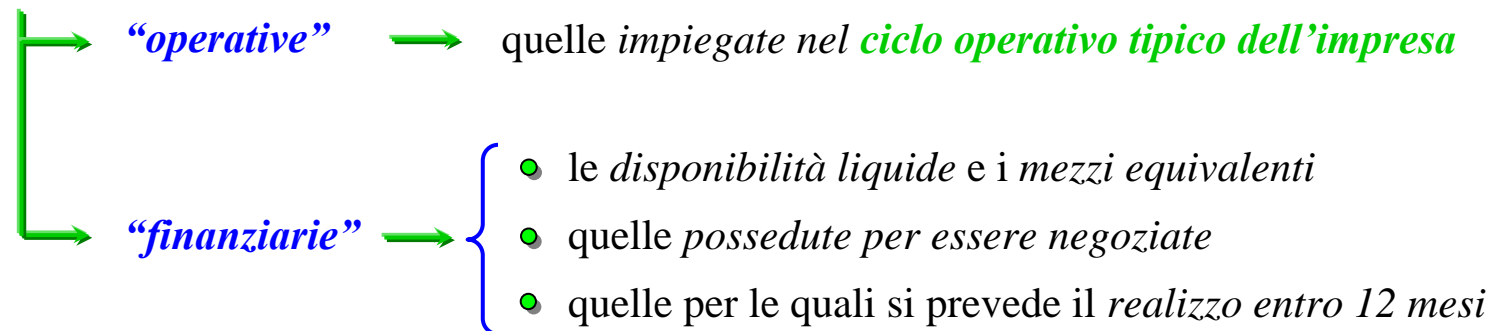 “operative” quelle impiegate nel ciclo operativo tipico dell’impresa
le disponibilità liquide e i mezzi equivalenti
“finanziarie” quelle possedute per essere negoziate
quelle per le quali si prevede il realizzo entro 12 mesi